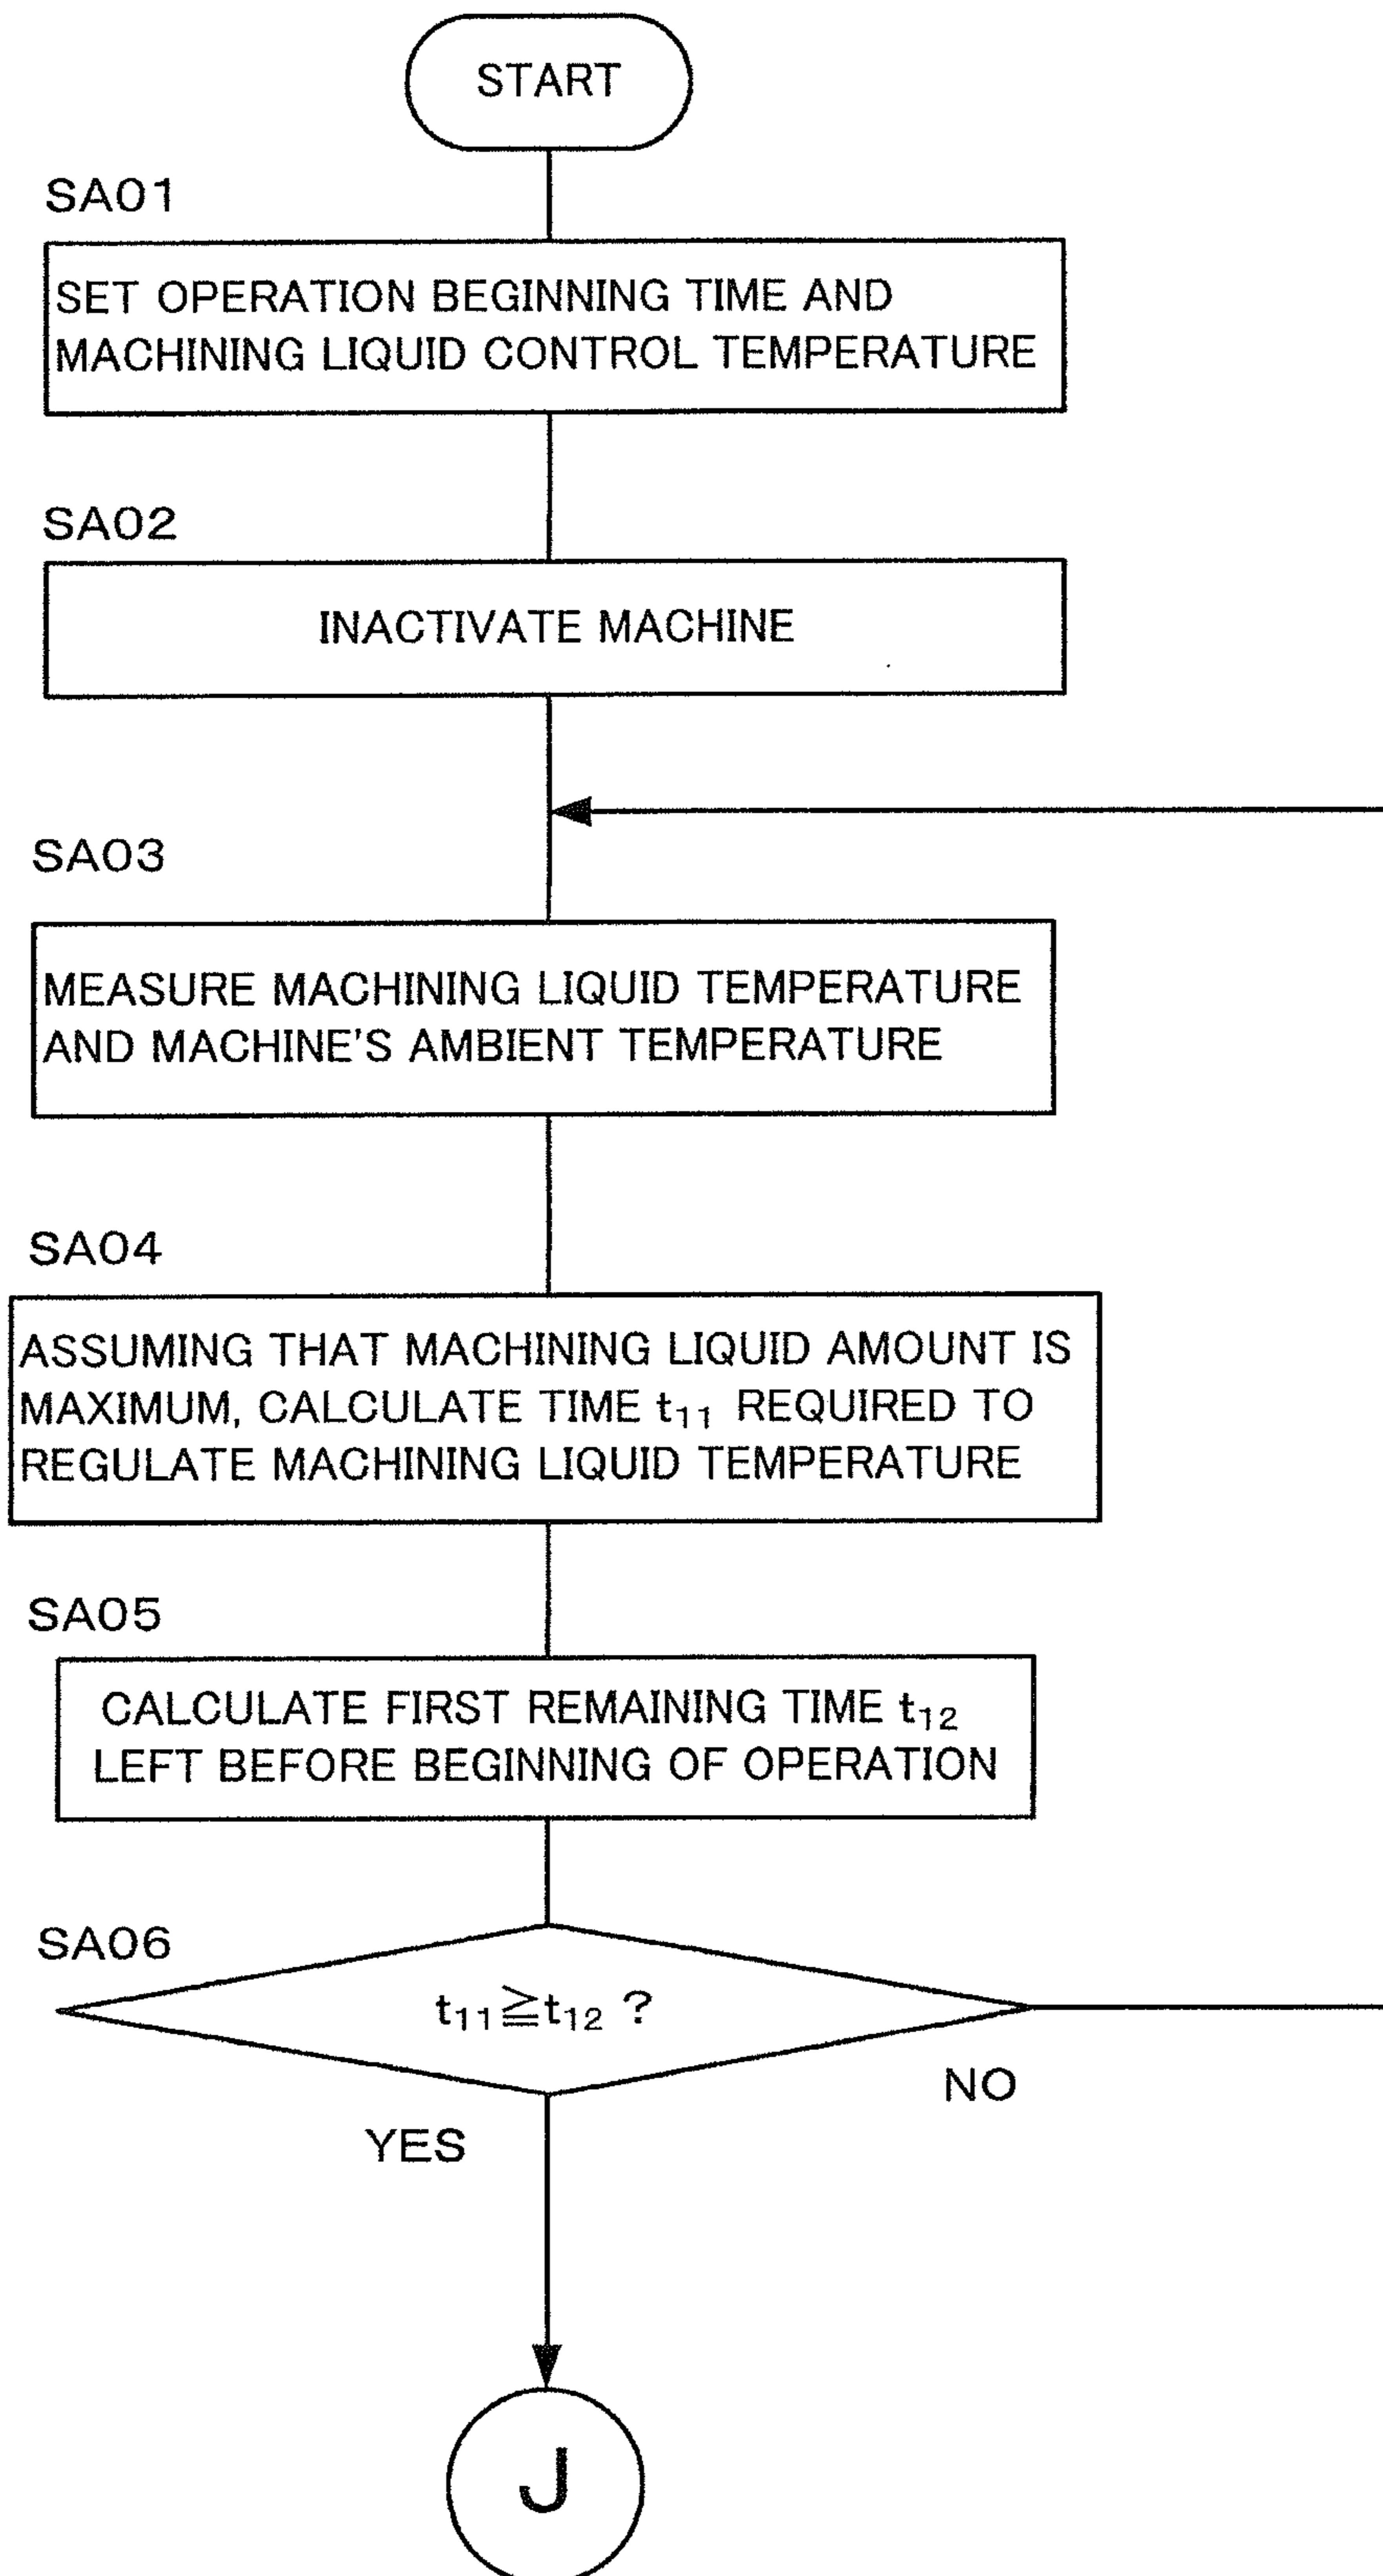 START
SA01
SET OPERATION BEGINNING TIME AND
MACHINING LIQUID CONTROL TEMPERATURE
SA02
INACTIVATE MACHINE
SA03
MEASURE MACHINING LIQUID TEMPERATURE
AND MACHINE'S AMBIENT TEMPERATURE
SA04
ASSUMING THAT MACHINING LIQUID AMOUNT IS
MAXIMUM, CALCULATE TIME t₁₁ REQUIRED TO
REGULATE MACHINING LIQUID TEMPERATURE
SA05
CALCULATE FIRST REMAINING TIME t₁₂
LEFT BEFORE BEGINNING OF OPERATION
SA06
t₁₁≧t₁₂ ?
NO
YES
J